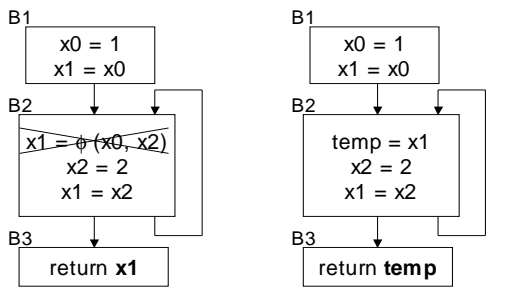 B1
x0 = 1
x1 = x0
B2
x1 = ϕ (x0, x2)
x2 = 2
x1 = x2
B3
return x1
B1
x0 = 1
x1 = x0
B2
temp = x1
x2 = 2
x1 = x2
B3
return temp